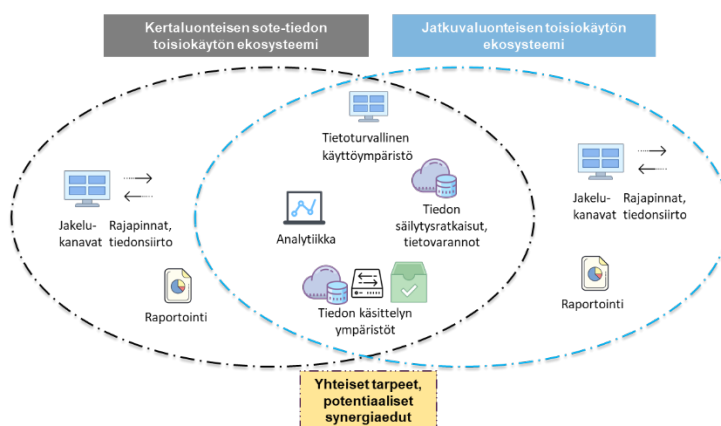 Kertaluonteisen sote-tiedon
toisiokäytön ekosysteemi
Jatkuvaluonteisen toisiokäytön
ekosysteemi
Tietoturvallinen
käyttöympäristö
Jakelu-
kanavat
Rajapinnat,
tiedonsiirto
Analytiikka
Tiedon
säilytysratkaisut,
tietovarannot
Jakelu-
kanavat
Rajapinnat,
tiedonsiirto
Raportointi
Tiedon käsittelyn
ympäristöt
Raportointi
Yhteiset tarpeet,
potentiaaliset
synergiaedut